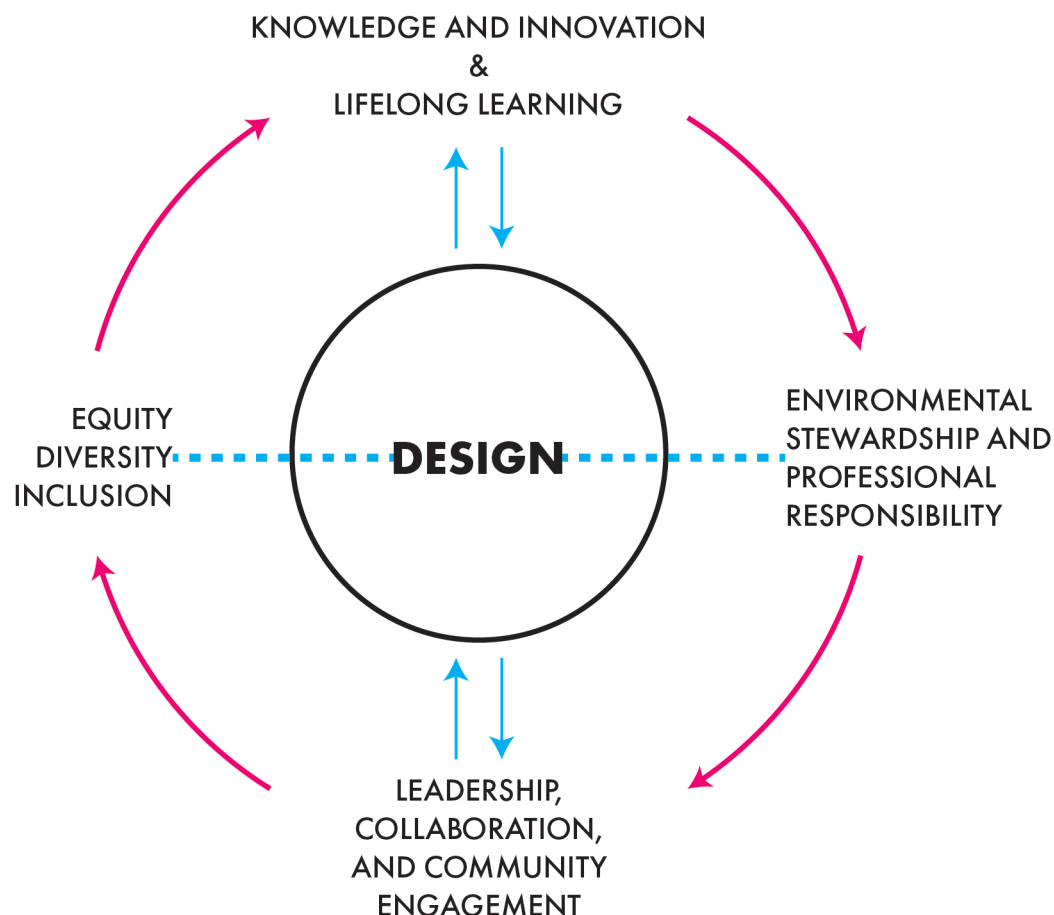 KNOWLEDGE AND INNOVATION
&
LIFELONG LEARNING
EQUITY
DIVERSITY
INCLUSION
DESIGN
ENVIRONMENTAL
STEWARDSHIP AND
PROFESSIONAL
RESPONSIBILITY
LEADERSHIP,
COLLABORATION,
AND COMMUNITY
ENGAGEMENT